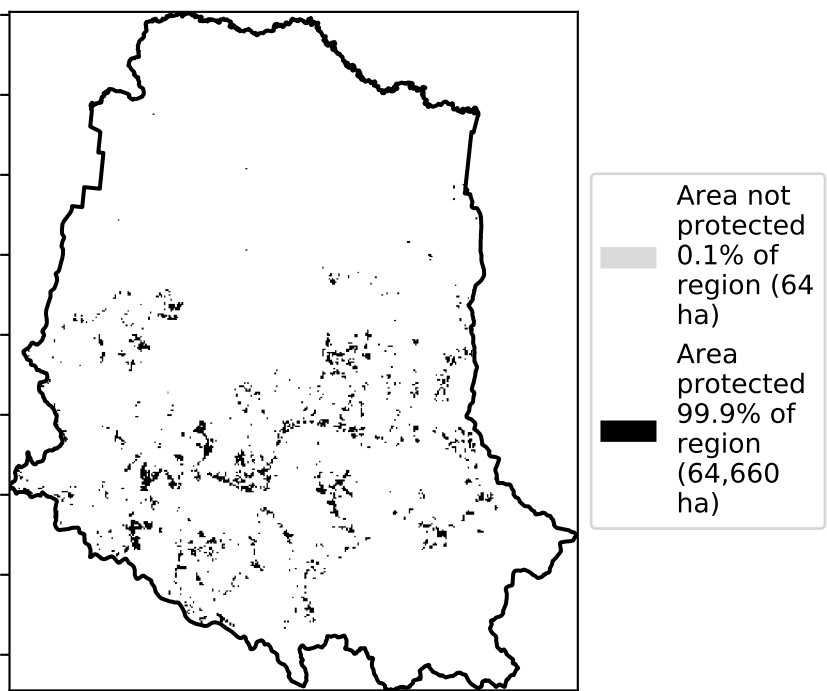 Area not
protected
0.1% of
region (64
ha)
Area
protected
99.9% of
region
(64,660
ha)